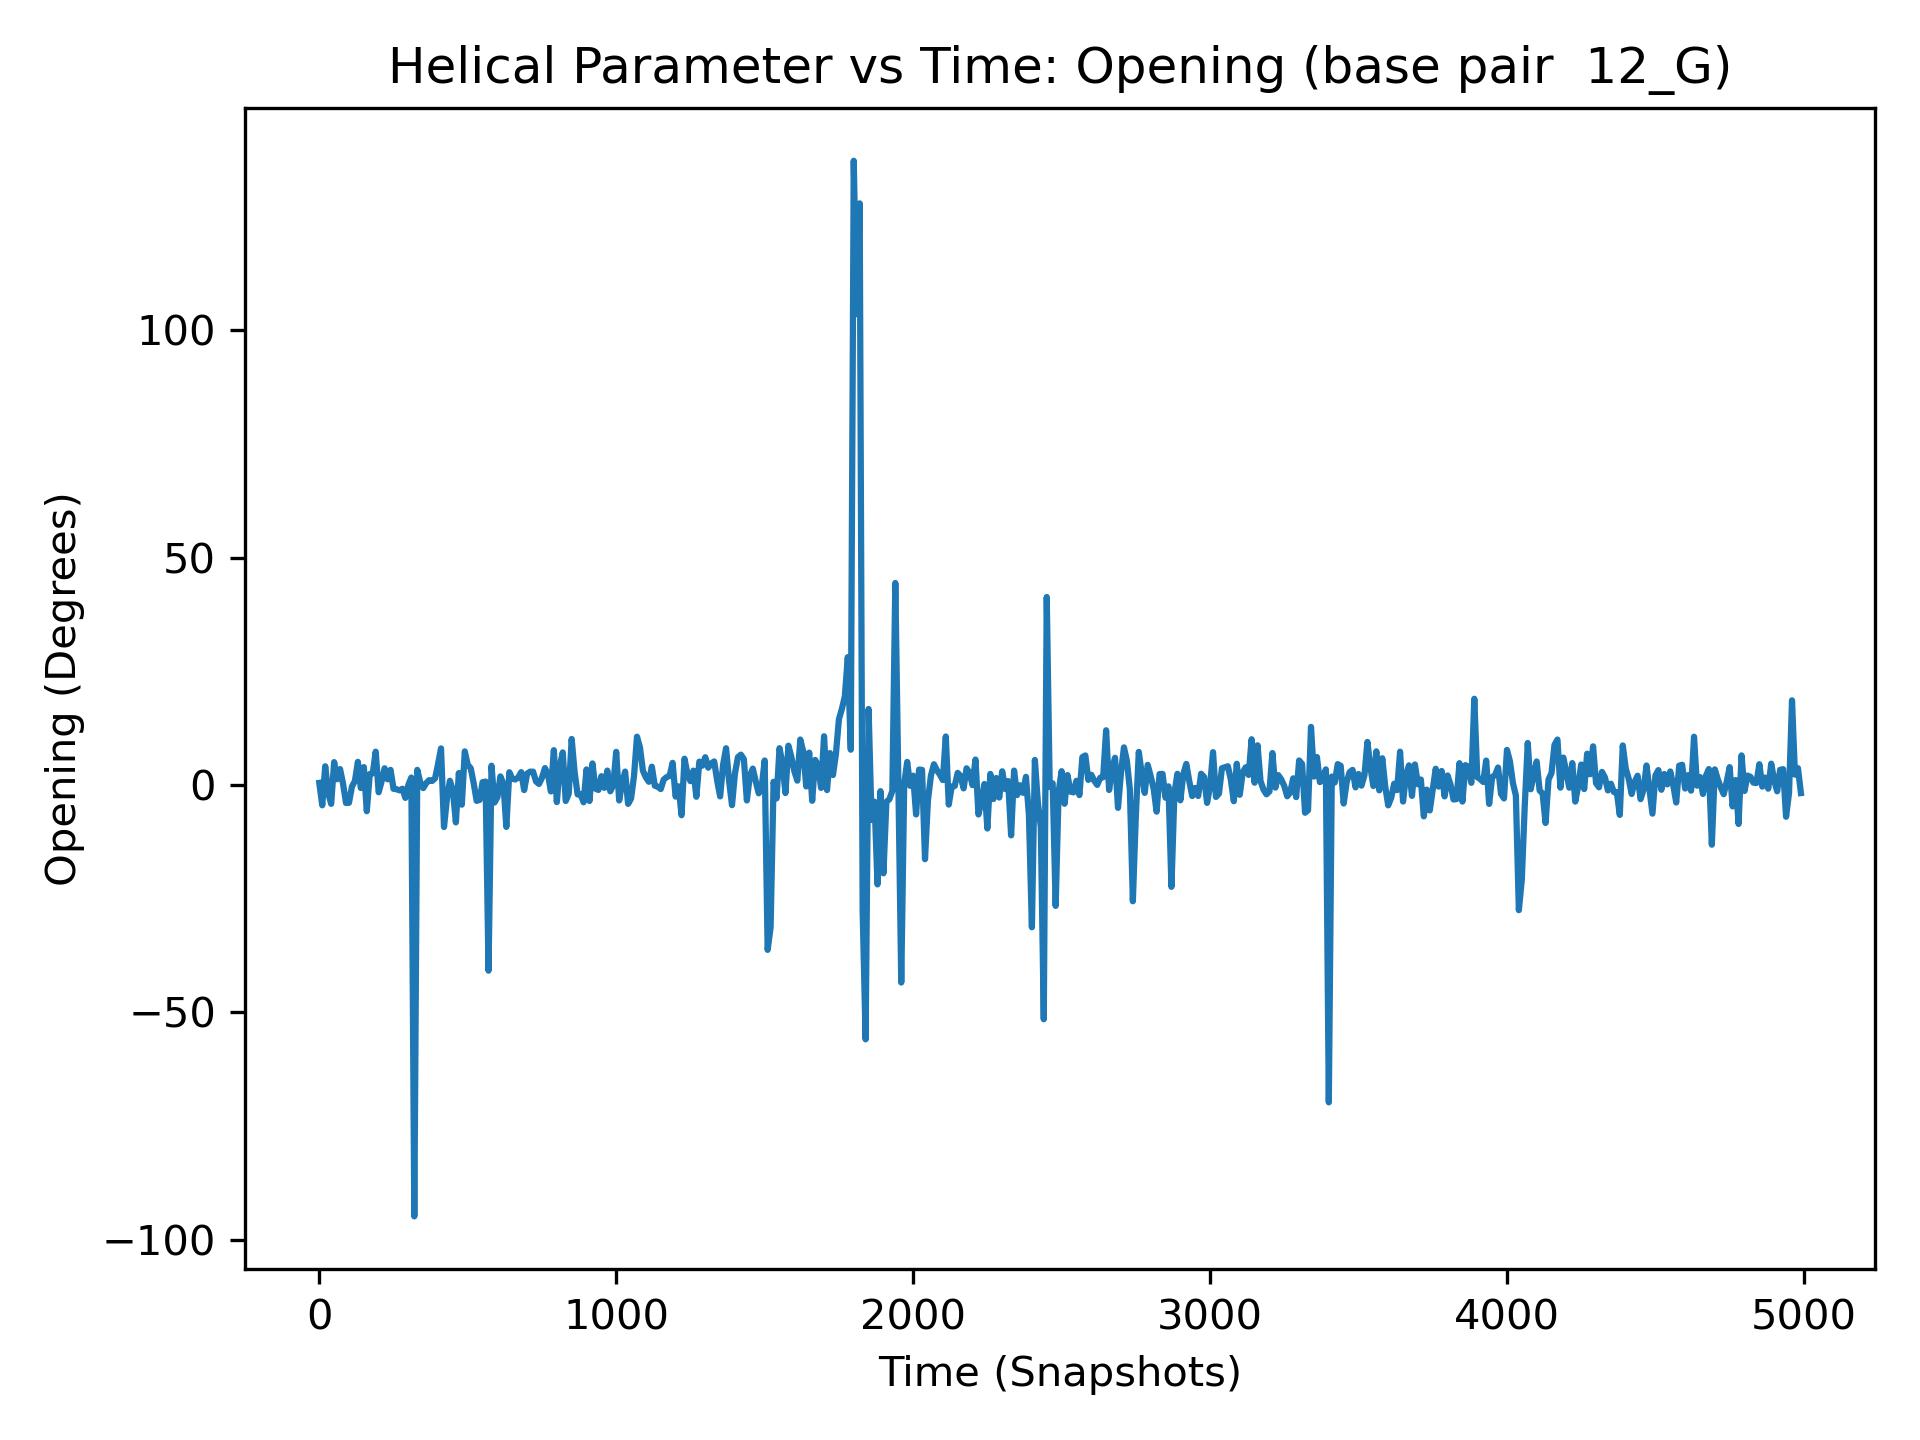 Helical Parameter vs Time: Opening (base pair  12_G)
Opening (Degrees)
100
50
0
−50
−100
0 1000 2000 3000 4000 5000
Time (Snapshots)